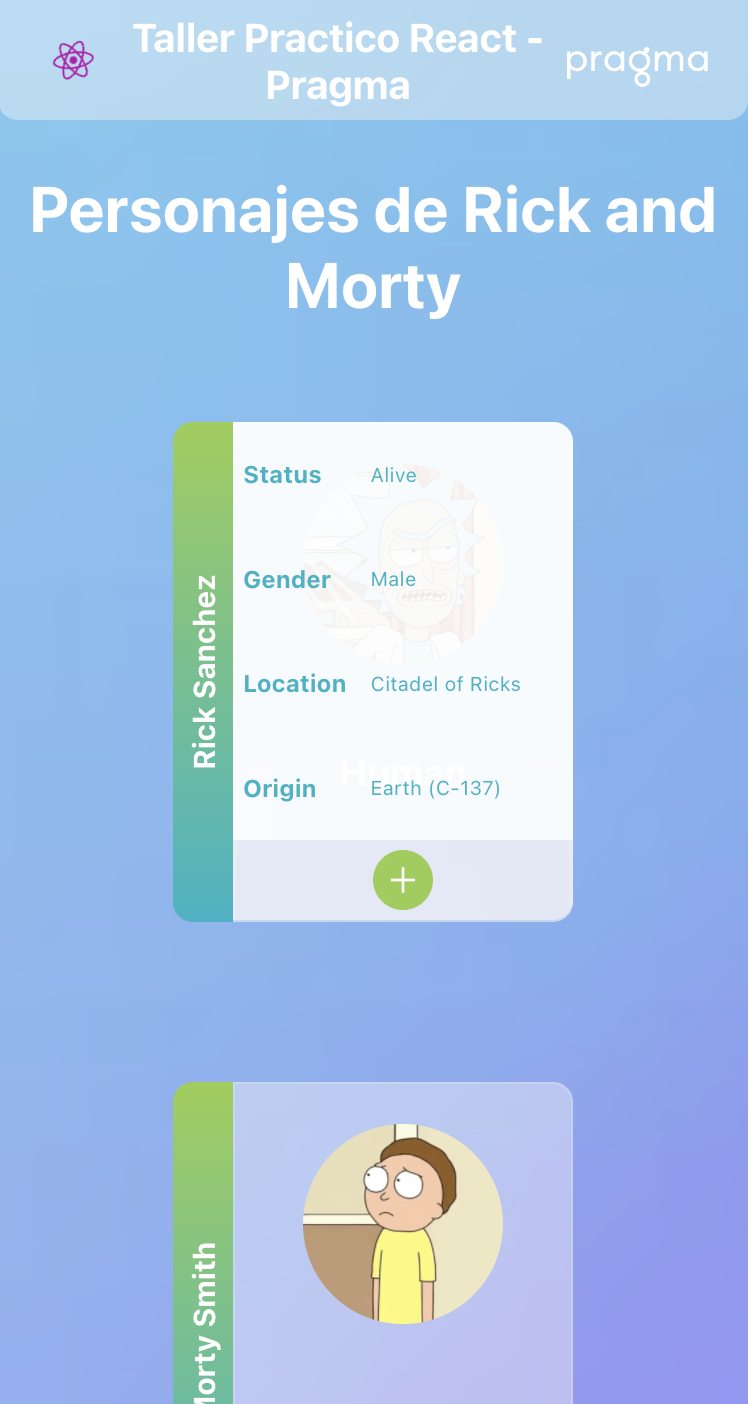 Taller Practico React -
Pragma
pragma
Personajes de Rick and
Morty
Rick Sanchez
Status Alive
Gender Male
Location Citadel of Ricks
Human
Origin Earth (C-137)
Morty Smith